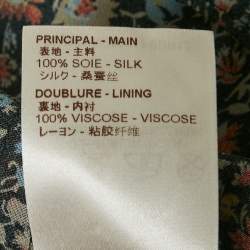 PRINCIPAL - MAIN
表地 - 主料
100% SOIE - SILK
シルク - 桑蚕丝
DOUBLURE - LINING
裏地 - 内衬
100% VISCOSE - VISCOSE
レーヨン - 粘胶纤维